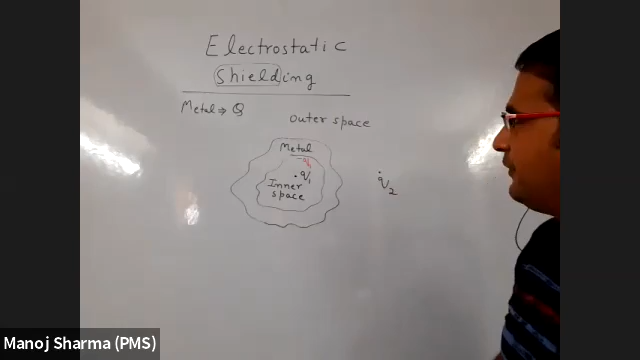 Electrostatic
Shielding
Metal ⇒ Q
outer space
Metal
q₁
Inner
space
q₂
Manoj Sharma (PMS)